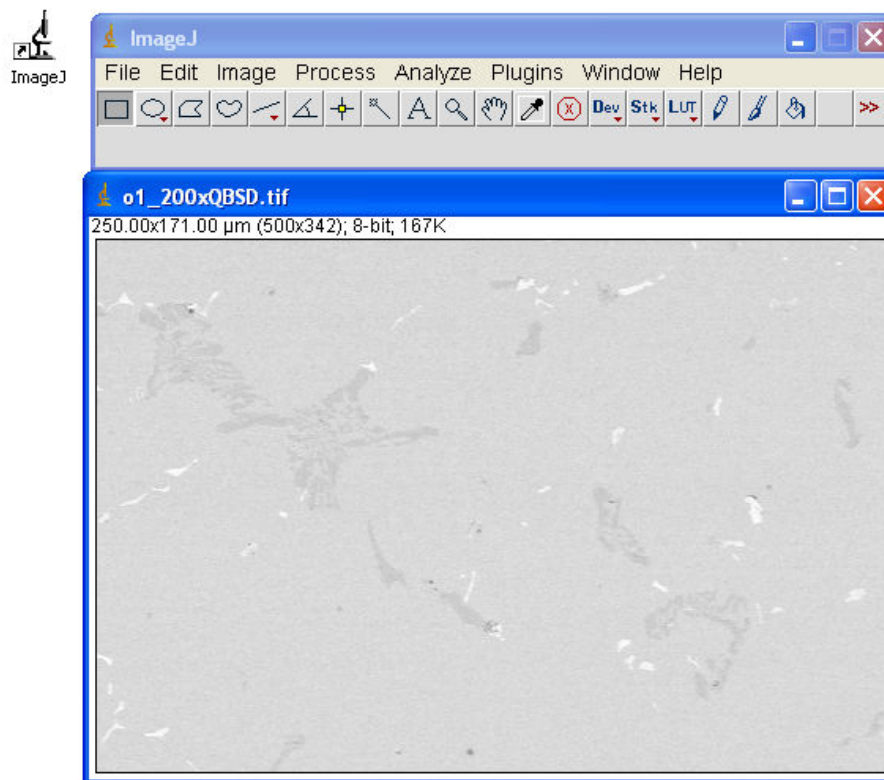 ImageJ
ImageJ
File Edit Image Process Analyze Plugins Window Help
A Dev Stk LUT >>
o1_200xQBSD.tif
250.00x171.00 µm (500x342); 8-bit; 167K